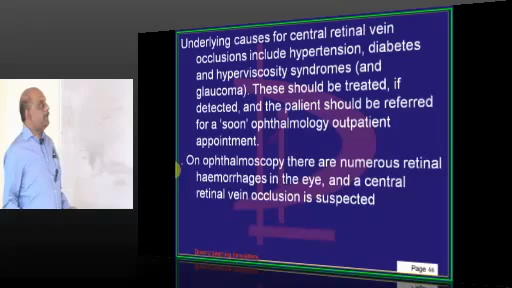 Underlying causes for central retinal vein
occlusions include hypertension, diabetes
and hyperviscosity syndromes (and
glaucoma). These should be treated, if
detected, and the palient should be referred
for a 'soon' ophthalmology outpatient
appointment.
. On ophthalmoscopy there are numerous retinal
haemorrhages in the eye, and a central
retinal vein occlusion is suspected
Page 46